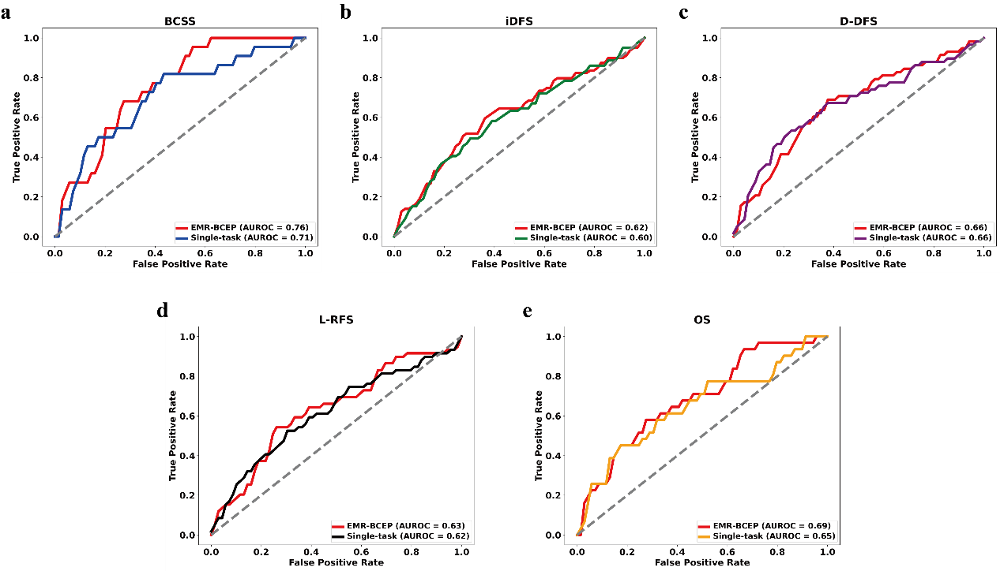 a
BCSS
1.0
0.8
0.6
0.4
0.2
0.0
True Positive Rate
EMR-BCEP (AUROC = 0.76)
Single-task (AUROC = 0.71)
0.0 0.2 0.4 0.6 0.8 1.0
False Positive Rate
b
iDFS
1.0
0.8
0.6
0.4
0.2
0.0
True Positive Rate
EMR-BCEP (AUROC = 0.62)
Single-task (AUROC = 0.60)
0.0 0.2 0.4 0.6 0.8 1.0
False Positive Rate
c
D-DFS
1.0
0.8
0.6
0.4
0.2
0.0
True Positive Rate
EMR-BCEP (AUROC = 0.66)
Single-task (AUROC = 0.66)
0.0 0.2 0.4 0.6 0.8 1.0
False Positive Rate
d
L-RFS
1.0
0.8
0.6
0.4
0.2
0.0
True Positive Rate
EMR-BCEP (AUROC = 0.63)
Single-task (AUROC = 0.62)
0.0 0.2 0.4 0.6 0.8 1.0
False Positive Rate
e
OS
1.0
0.8
0.6
0.4
0.2
0.0
True Positive Rate
EMR-BCEP (AUROC = 0.69)
Single-task (AUROC = 0.65)
0.0 0.2 0.4 0.6 0.8 1.0
False Positive Rate